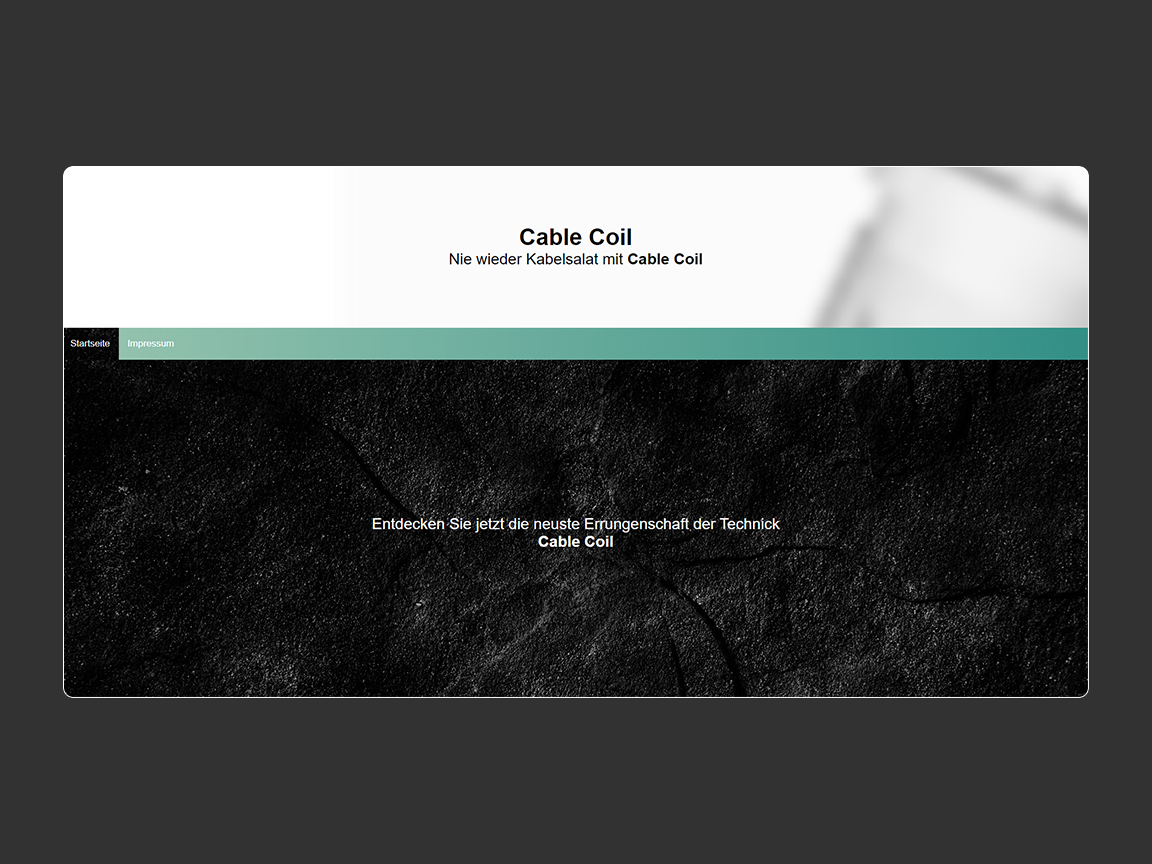 Cable Coil
Nie wieder Kabelsalat mit Cable Coil
Startseite Impressum
Entdecken Sie jetzt die neuste Errungenschaft der Technick
Cable Coil